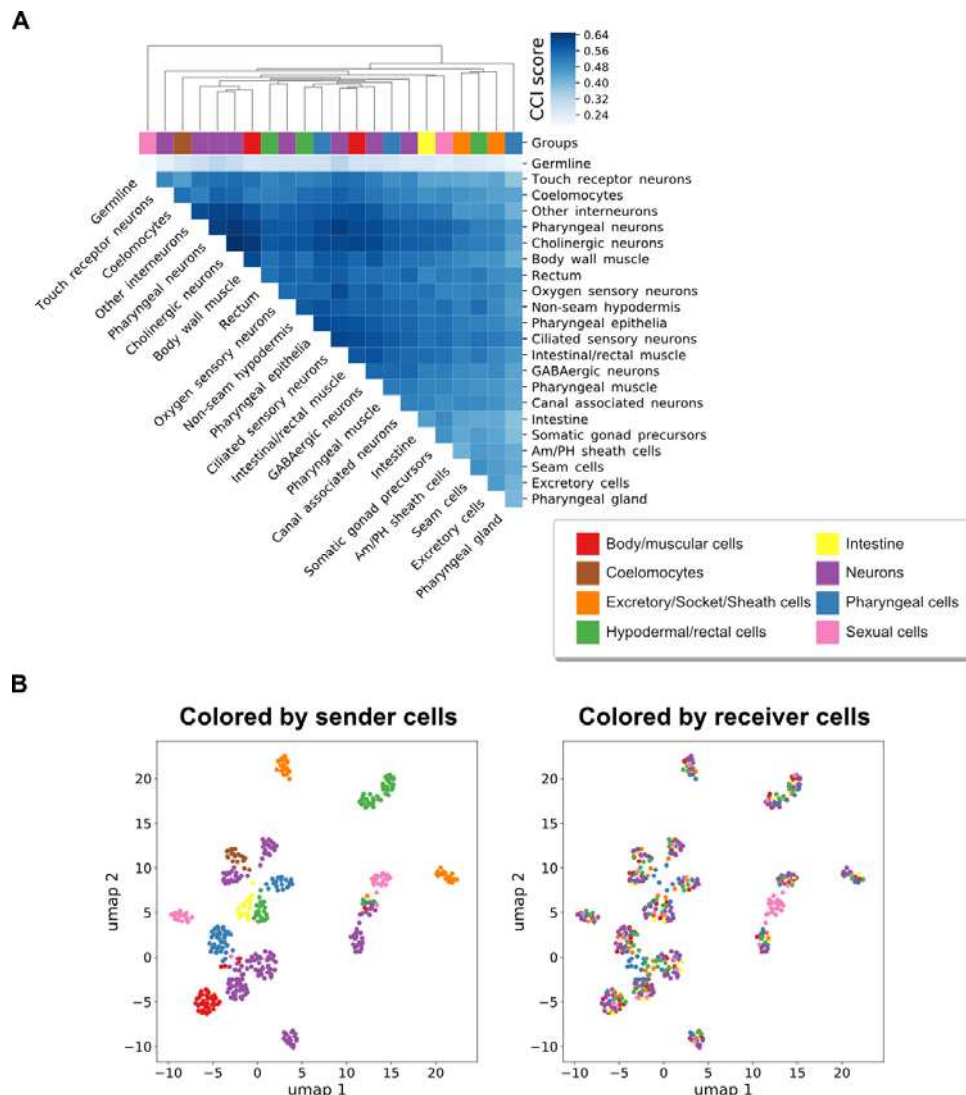 A
CCI score
0.64
0.56
0.48
0.40
0.32
0.24
Groups
Germline
Touch receptor neurons
Coelomocytes
Other interneurons
Pharyngeal neurons
Cholinergic neurons
Body wall muscle
Rectum
Oxygen sensory neurons
Non-seam hypodermis
Pharyngeal epithelia
Ciliated sensory neurons
Intestinal/rectal muscle
GABAergic neurons
Pharyngeal muscle
Canal associated neurons
Intestine
Somatic gonad precursors
Am/PH sheath cells
Seam cells
Excretory cells
Pharyngeal gland
Germline
Touch receptor neurons
Coelomocytes
Other interneurons
Pharyngeal neurons
Cholinergic neurons
Body wall muscle
Rectum
Oxygen sensory neurons
Non-seam hypodermis
Pharyngeal epithelia
Ciliated sensory neurons
Intestinal/rectal muscle
GABAergic neurons
Pharyngeal muscle
Canal associated neurons
Intestine
Somatic gonad precursors
Am/PH sheath cells
Seam cells
Excretory cells
Pharyngeal gland
Body/muscular cells
Coelomocytes
Excretory/Socket/Sheath cells
Hypodermal/rectal cells
Intestine
Neurons
Pharyngeal cells
Sexual cells
B
Colored by sender cells
umap 2
20
15
10
5
0
−5
−10
−10 −5 0 5 10 15 20
umap 1
Colored by receiver cells
umap 2
20
15
10
5
0
−5
−10
−10 −5 0 5 10 15 20
umap 1